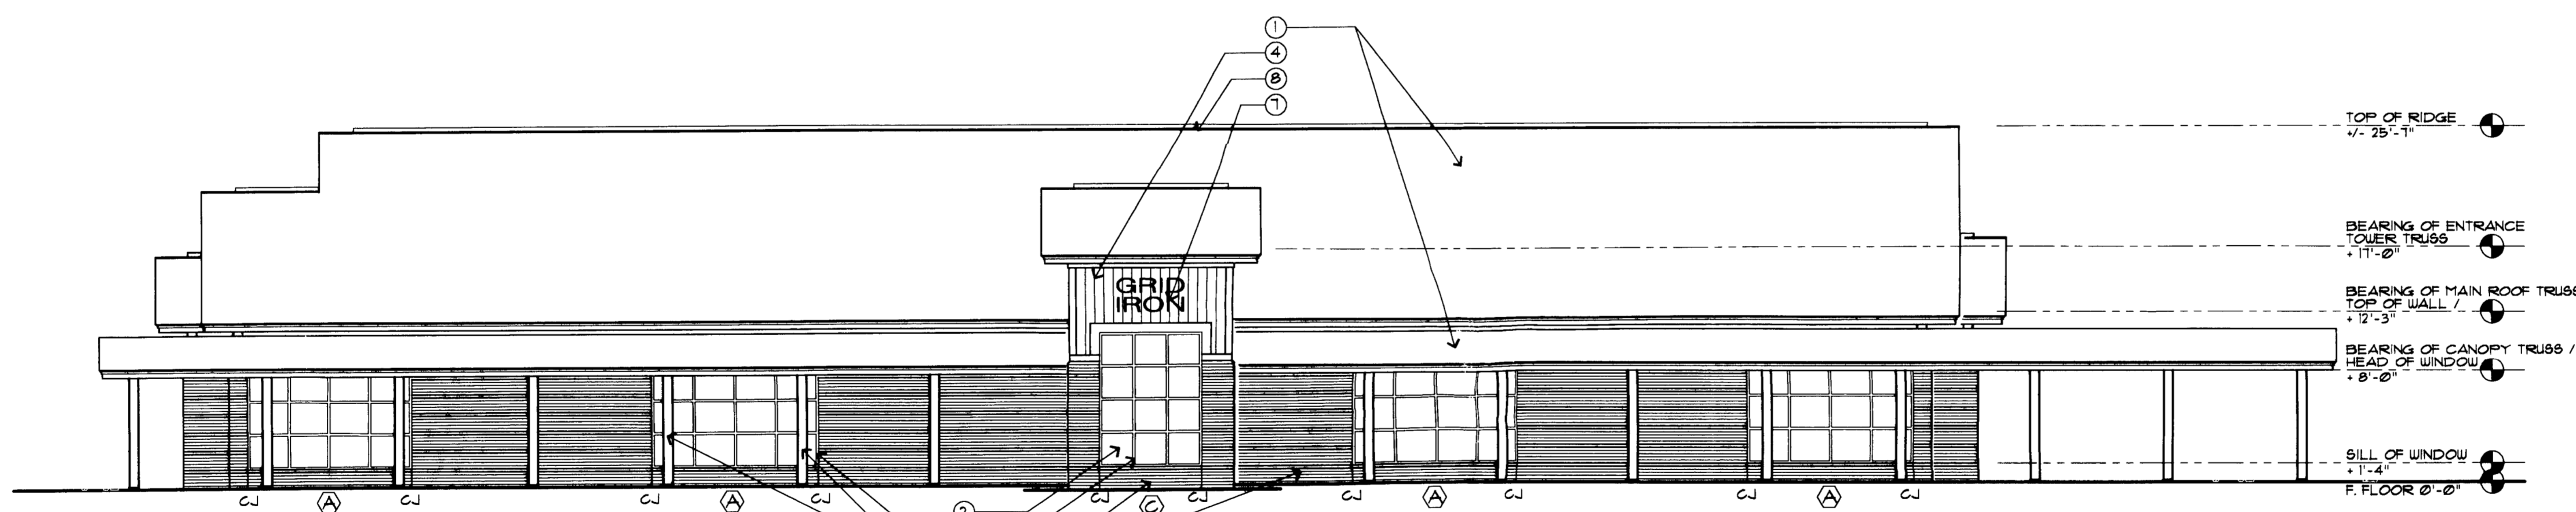 1
4
8
7
TOP OF RIDGE
+/- 25'-7"
BEARING OF ENTRANCE
TOWER TRUSS
+ 17'-0"
GRID
IRON
BEARING OF MAIN ROOF TRUSS
TOP OF WALL /
+ 12'-3"
BEARING OF CANOPY TRUSS /
HEAD OF WINDOW
+ 8'-0"
SILL OF WINDOW
+ 1'-4"
F. FLOOR 0'-0"
CJ A CJ CJ A CJ CJ C CJ CJ A CJ CJ A CJ
2